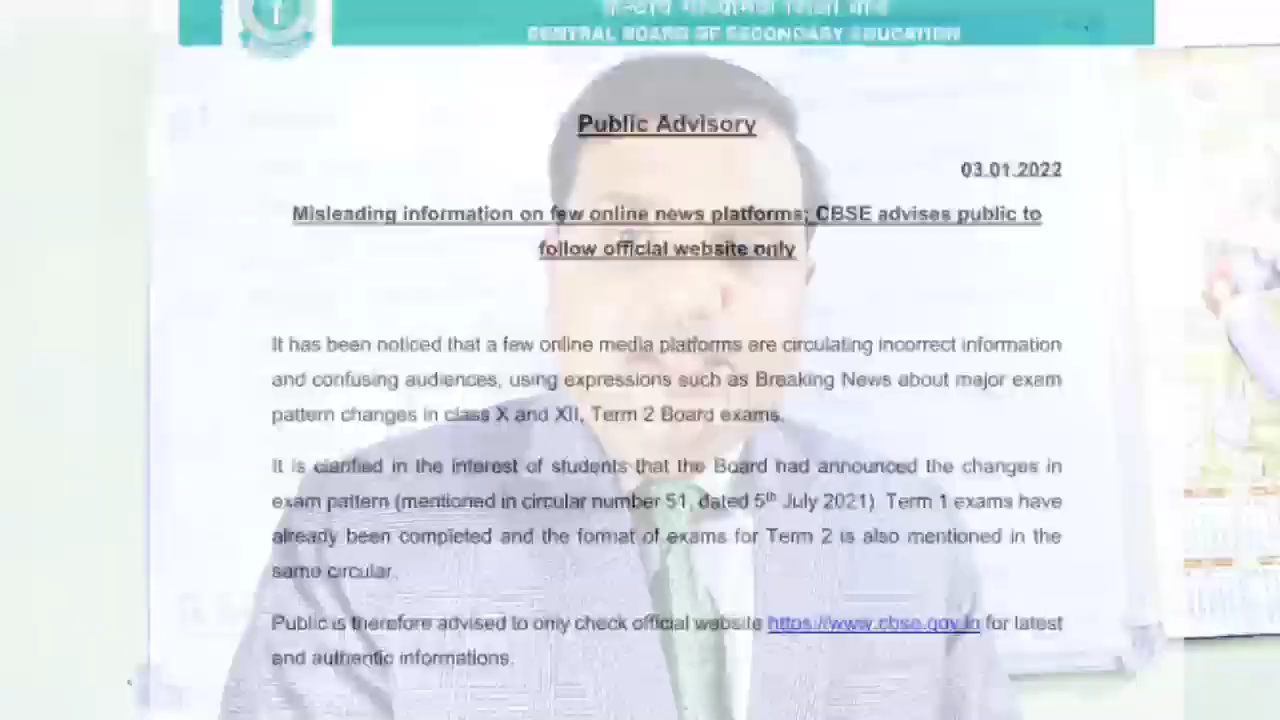 CENTRAL BOARD OF SECONDARY EDUCATION
Public Advisory
03.01.2022
Misleading information on few online news platforms; CBSE advises public to
follow official website only
It has been noticed that a few online media platforms are circulating incorrect information
and confusing audiences, using expressions such as Breaking News about major exam
pattern changes in class X and XII, Term 2 Board exams.
It is clarified in the interest of students that the Board had announced the changes in
exam pattern (mentioned in circular number 51, dated 5th July 2021). Term 1 exams have
already been completed and the format of exams for Term 2 is also mentioned in the
same circular.
Public is therefore advised to only check official website https://www.cbse.gov.in for latest
and authentic informations.